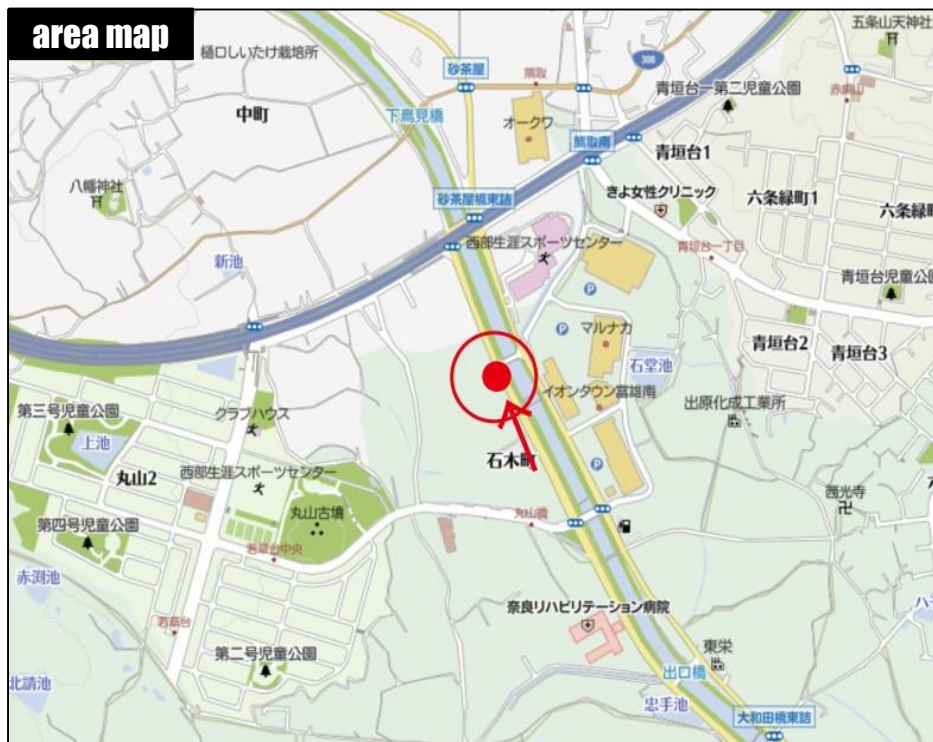 area map
樋口しいたけ栽培所
五条山天神社
砂茶屋
熊取
308
青垣台一第二児童公園
赤膚山
中町
下鳥見橋
オークワ
熊取南
青垣台1
八幡神社
きよ女性クリニック
六条緑町1
砂茶屋橋東詰
西部生涯スポーツセンター
青垣台一丁目
新池
青垣台児童公園
P
マルナカ
P
石堂池
青垣台2
青垣台3
第三号児童公園
クラブハウス
イオンタウン富雄南
出原化成工業所
上池
石木町
丸山2
西部生涯スポーツセンター
P
西光寺
丸山古墳
丸山橋
第四号児童公園
若草台中央
赤渕池
奈良リハビリテーション病院
若草台
第二号児童公園
東栄
出口橋
北請池
忠手池
大和田橋東詰